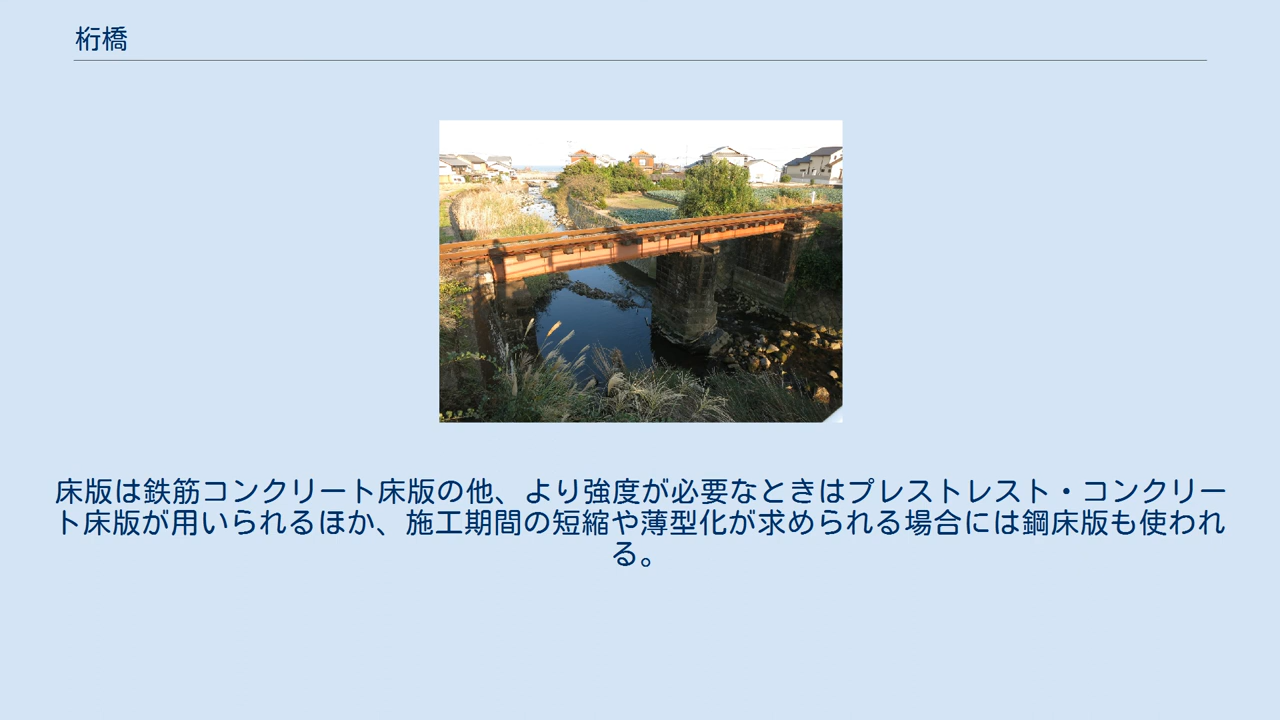 桁橋
床版は鉄筋コンクリート床版の他、より強度が必要なときはプレストレスト・コンクリー
ト床版が用いられるほか、施工期間の短縮や薄型化が求められる場合には鋼床版も使われ
る。